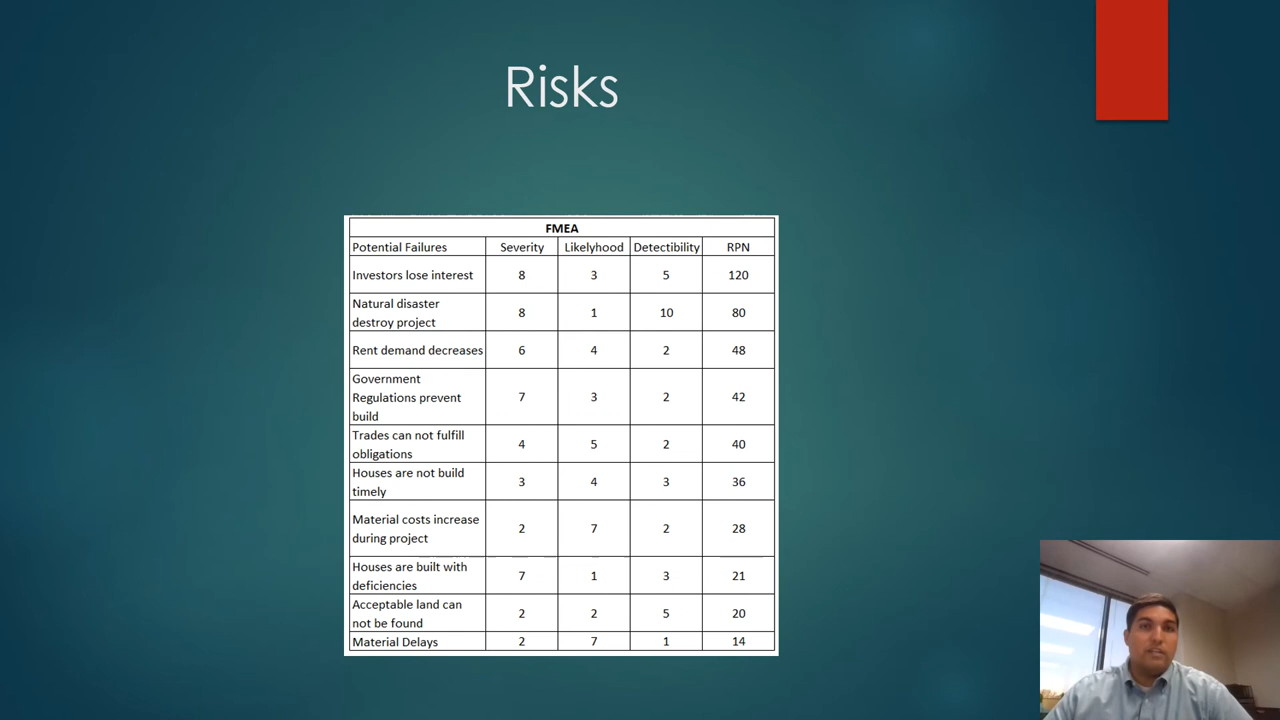 Risks
FMEA
Potential Failures Severity Likelyhood Detectibility RPN
Investors lose interest 8 3 5 120
Natural disaster
destroy project 8 1 10 80
Rent demand decreases 6 4 2 48
Government
Regulations prevent 7 3 2 42
build
Trades can not fulfill
obligations 4 5 2 40
Houses are not build
timely 3 4 3 36
Material costs increase
during project 2 7 2 28
Houses are built with
deficiencies 7 1 3 21
Acceptable land can
not be found 2 2 5 20
Material Delays 2 7 1 14